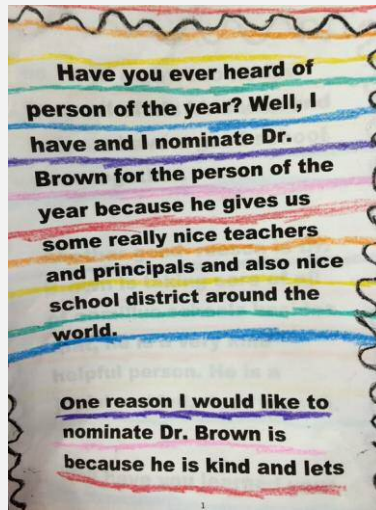 Have you ever heard of
person of the year? Well, I
have and I nominate Dr.
Brown for the person of the
year because he gives us
some really nice teachers
and principals and also nice
school district around the
world.
One reason I would like to
nominate Dr. Brown is
because he is kind and lets
1